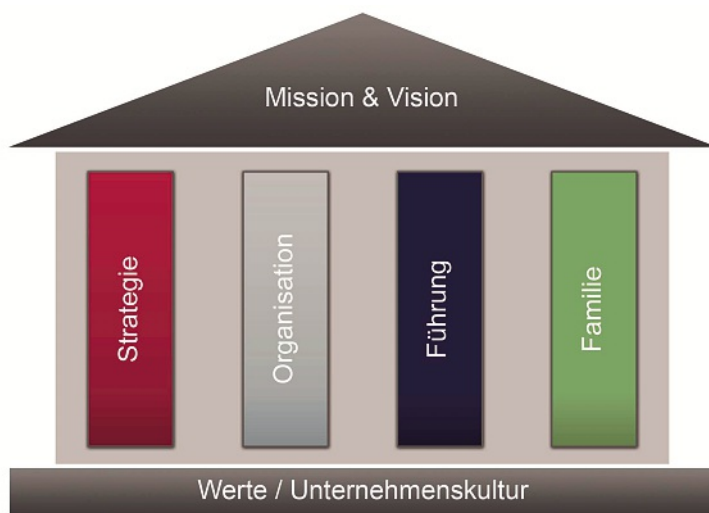 Mission & Vision
Strategie
Organisation
Führung
Familie
Werte / Unternehmenskultur